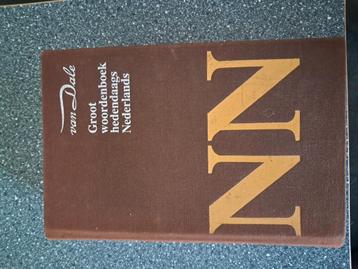 van Dale
Groot
woordenboek
hedendaags
Nederlands
NN